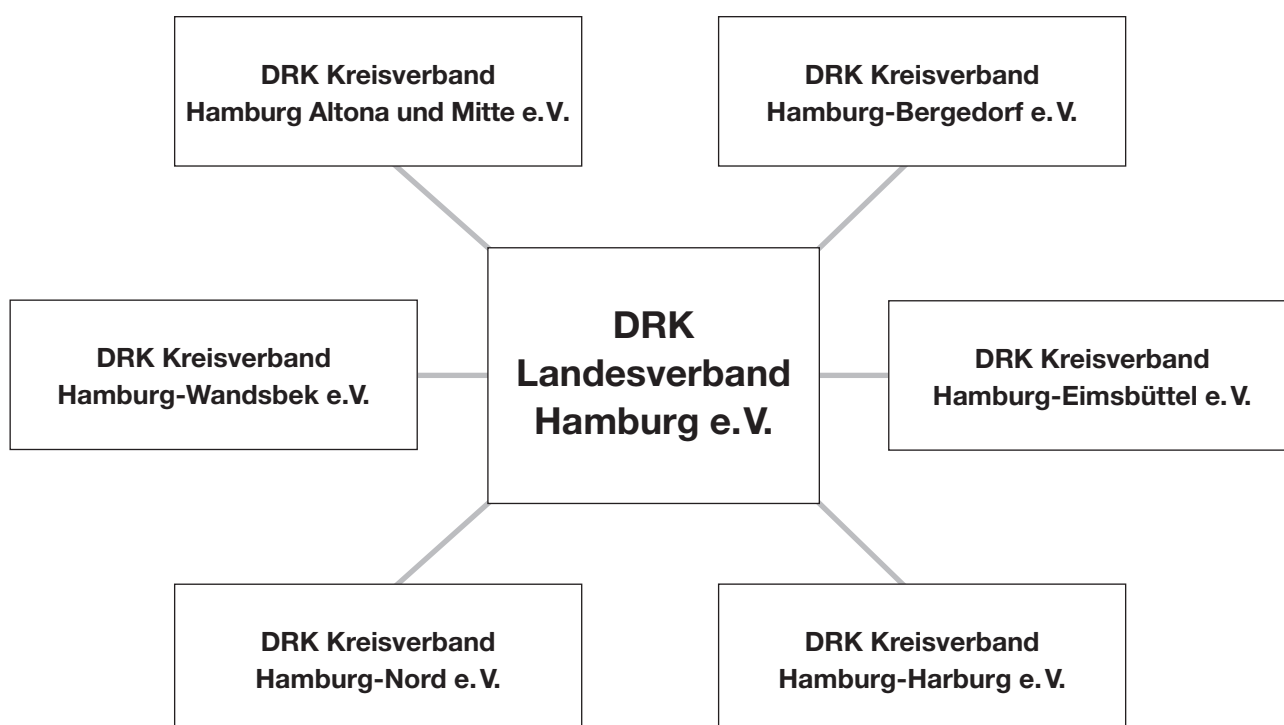 DRK Kreisverband
Hamburg Altona und Mitte e.V.
DRK Kreisverband
Hamburg-Bergedorf e.V.
DRK Kreisverband
Hamburg-Wandsbek e.V.
DRK
Landesverband
Hamburg e.V.
DRK Kreisverband
Hamburg-Eimsbüttel e.V.
DRK Kreisverband
Hamburg-Nord e.V.
DRK Kreisverband
Hamburg-Harburg e.V.